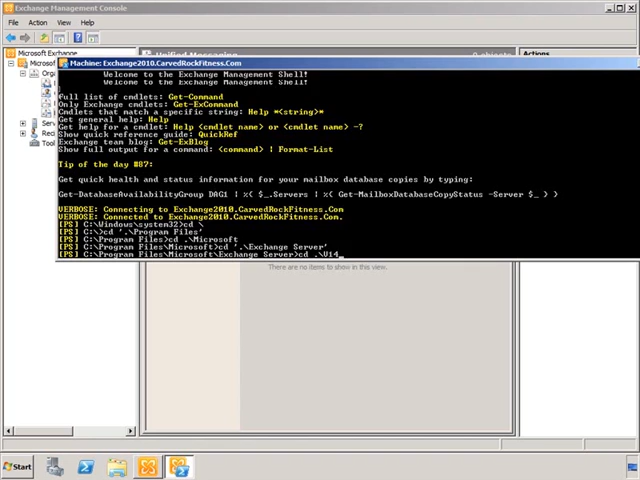 Exchange Management Console
File Action View Help
Microsoft Exchange
Unified Messaging
0 objects
Actions
Machine: Exchange2010.CarvedRockFitness.Com
Welcome to the Exchange Management Shell!
Welcome to the Exchange Management Shell!
Full list of cmdlets: Get-Command
Only Exchange cmdlets: Get-ExCommand
Cmdlets that match a specific string: Help *<string>*
Get general help: Help
Get help for a cmdlet: Help <cmdlet name> or <cmdlet name> -?
Show quick reference guide: QuickRef
Exchange team blog: Get-ExBlog
Show full output for a command: <command> | Format-List
Tip of the day #87:
Get quick health and status information for your mailbox database copies by typing:
Get-DatabaseAvailabilityGroup DAG1 | %{ $_.Servers | %{ Get-MailboxDatabaseCopyStatus -Server $_ } }
VERBOSE: Connecting to Exchange2010.CarvedRockFitness.Com
VERBOSE: Connected to Exchange2010.CarvedRockFitness.Com.
[PS] C:\Windows\system32>cd \
[PS] C:\>cd '.\Program Files'
[PS] C:\Program Files>cd .\Microsoft
[PS] C:\Program Files\Microsoft>cd '.\Exchange Server'
[PS] C:\Program Files\Microsoft\Exchange Server>cd .\V14
There are no items to show in this view.
Start